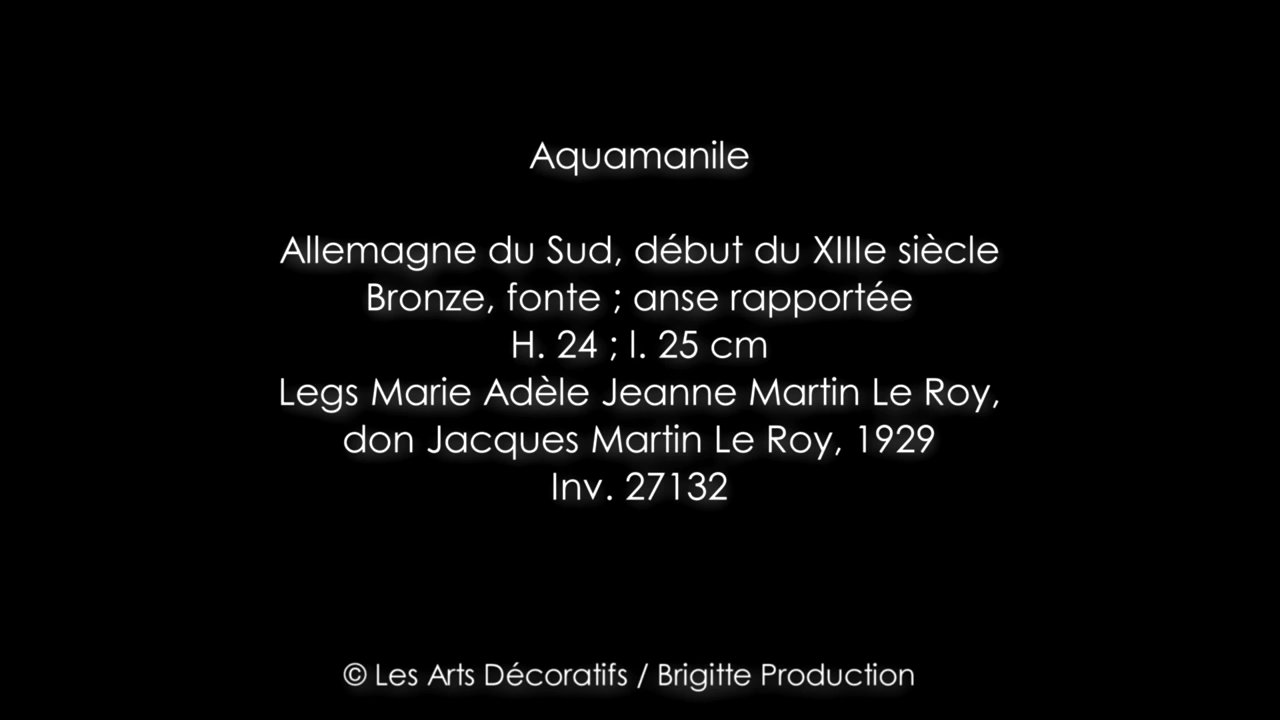 Aquamanile
Allemagne du Sud, début du XIIIe siècle
Bronze, fonte ; anse rapportée
H. 24 ; l. 25 cm
Legs Marie Adèle Jeanne Martin Le Roy,
don Jacques Martin Le Roy, 1929
Inv. 27132
© Les Arts Décoratifs / Brigitte Production